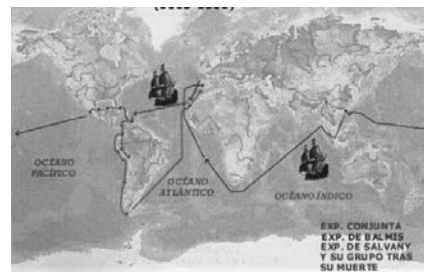 OCÉANO
PACÍFICO
OCÉANO
ATLÁNTICO
OCÉANO ÍNDICO
EXP. CONJUNTA
EXP. DE BALMIS
EXP. DE SALVANY
Y SU GRUPO TRAS
SU MUERTE